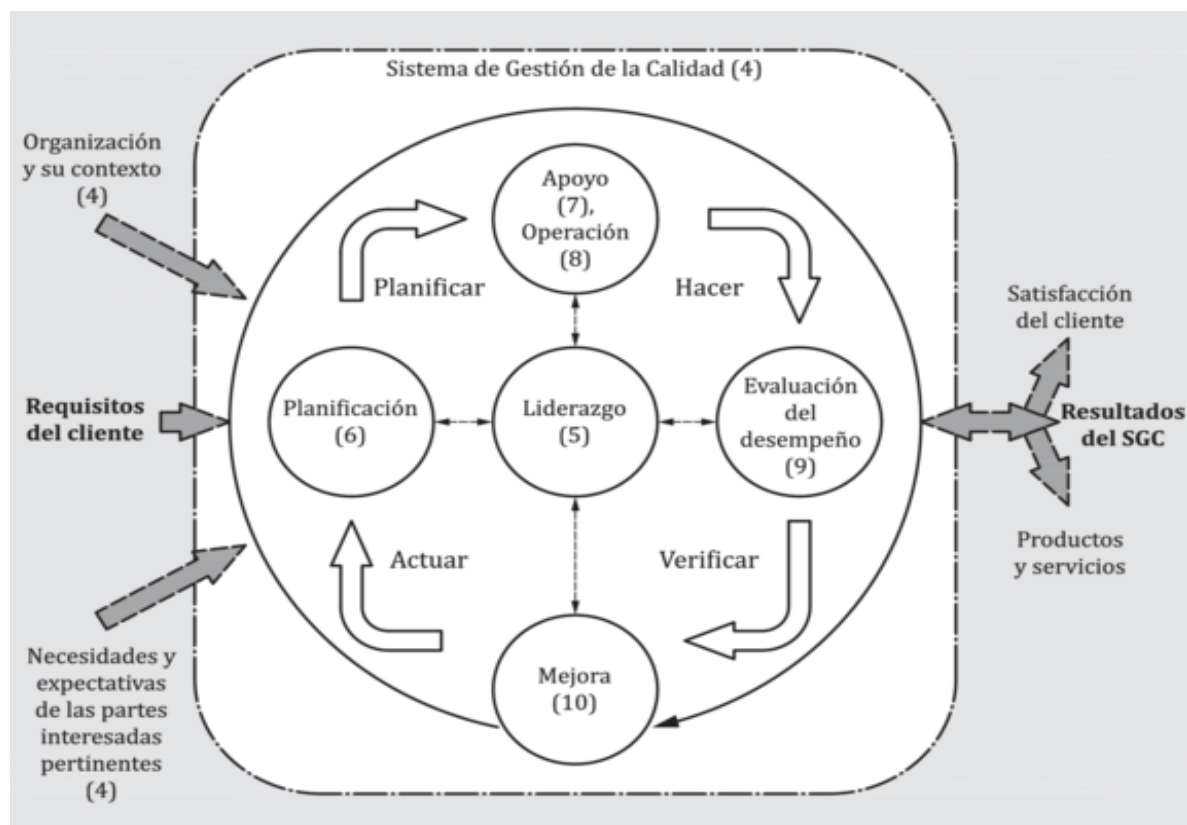 Sistema de Gestión de la Calidad (4)
Organización
y su contexto
(4)
Requisitos
del cliente
Necesidades y
expectativas
de las partes
interesadas
pertinentes
(4)
Apoyo
(7),
Operación
(8)
Planificar
Hacer
Planificación
(6)
Liderazgo
(5)
Evaluación
del
desempeño
(9)
Actuar
Verificar
Mejora
(10)
Satisfacción
del cliente
Resultados
del SGC
Productos
y servicios